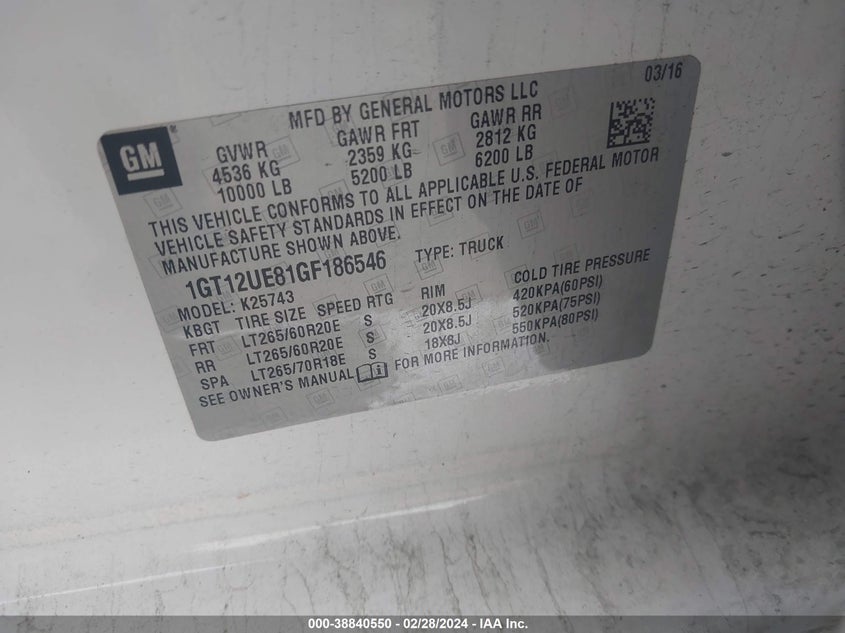 03/16
MFD BY GENERAL MOTORS LLC
GM®
GVWR GAWR FRT GAWR RR
4536 KG 2359 KG 2812 KG
10000 LB 5200 LB 6200 LB
THIS VEHICLE CONFORMS TO ALL APPLICABLE U.S. FEDERAL MOTOR
VEHICLE SAFETY STANDARDS IN EFFECT ON THE DATE OF
MANUFACTURE SHOWN ABOVE.
1GT12UE81GF186546 TYPE: TRUCK
MODEL: K25743
KBGT TIRE SIZE SPEED RTG RIM COLD TIRE PRESSURE
FRT LT265/60R20E S 20X8.5J 420KPA(60PSI)
RR LT265/60R20E S 20X8.5J 520KPA(75PSI)
SPA LT265/70R18E S 18X8J 550KPA(80PSI)
SEE OWNER'S MANUAL FOR MORE INFORMATION.
000-38840550 - 02/28/2024 - IAA Inc.